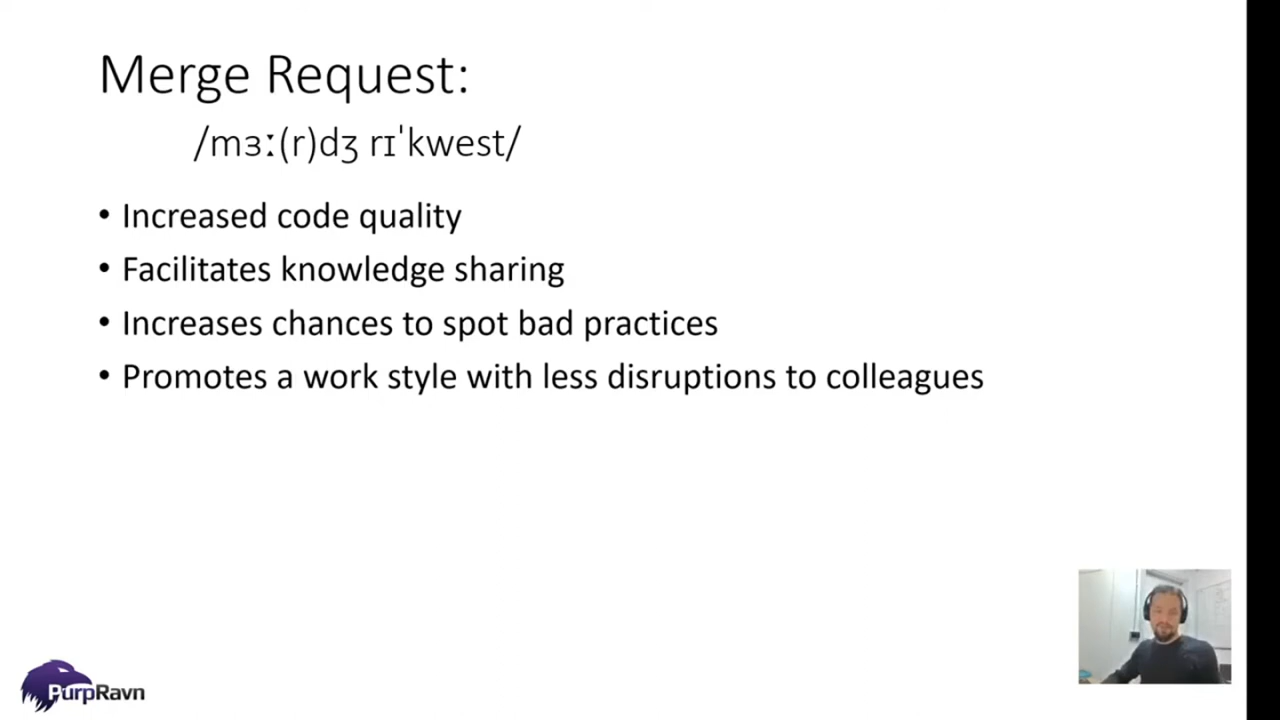 Merge Request:
/mɜː(r)dʒ rɪˈkwest/
• Increased code quality
• Facilitates knowledge sharing
• Increases chances to spot bad practices
• Promotes a work style with less disruptions to colleagues
PurpRavn